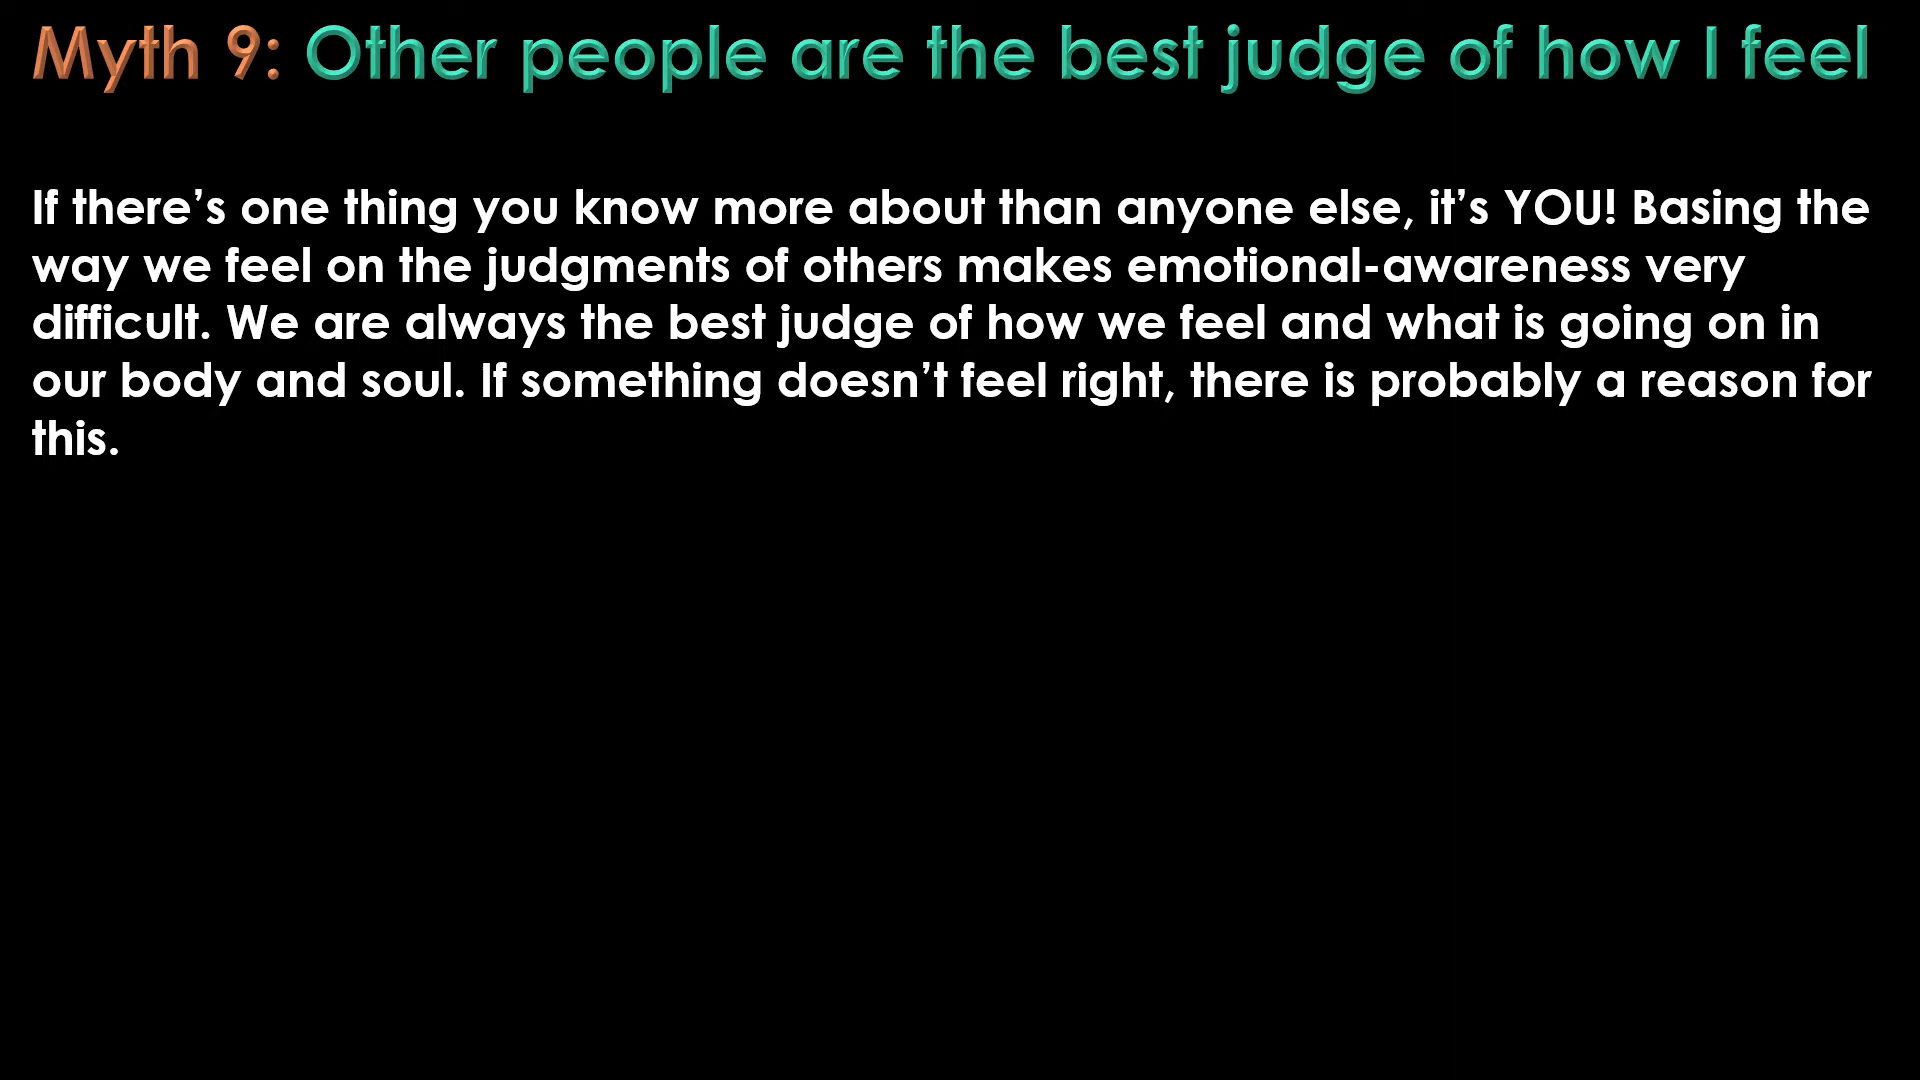 Myth 9: Other people are the best judge of how I feel
If there’s one thing you know more about than anyone else, it’s YOU! Basing the
way we feel on the judgments of others makes emotional-awareness very
difficult. We are always the best judge of how we feel and what is going on in
our body and soul. If something doesn’t feel right, there is probably a reason for
this.